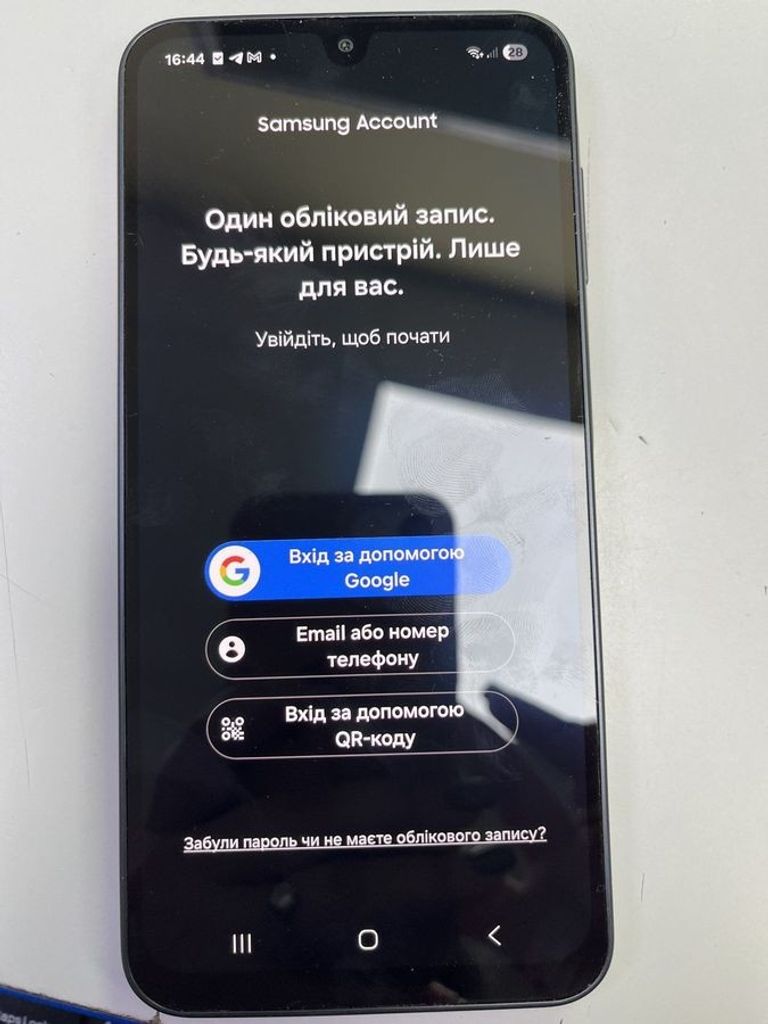 16:44
28
Samsung Account
Один обліковий запис.
Будь-який пристрій. Лише
для вас.
Увійдіть, щоб почати
Вхід за допомогою
Google
Email або номер
телефону
Вхід за допомогою
QR-коду
Забули пароль чи не маєте облікового запису?